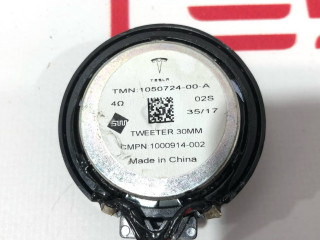 TESLA
TMN:1050724-00-A
4Ω 02S
35/17
TWEETER 30MM
CMPN:1000914-002
Made in China